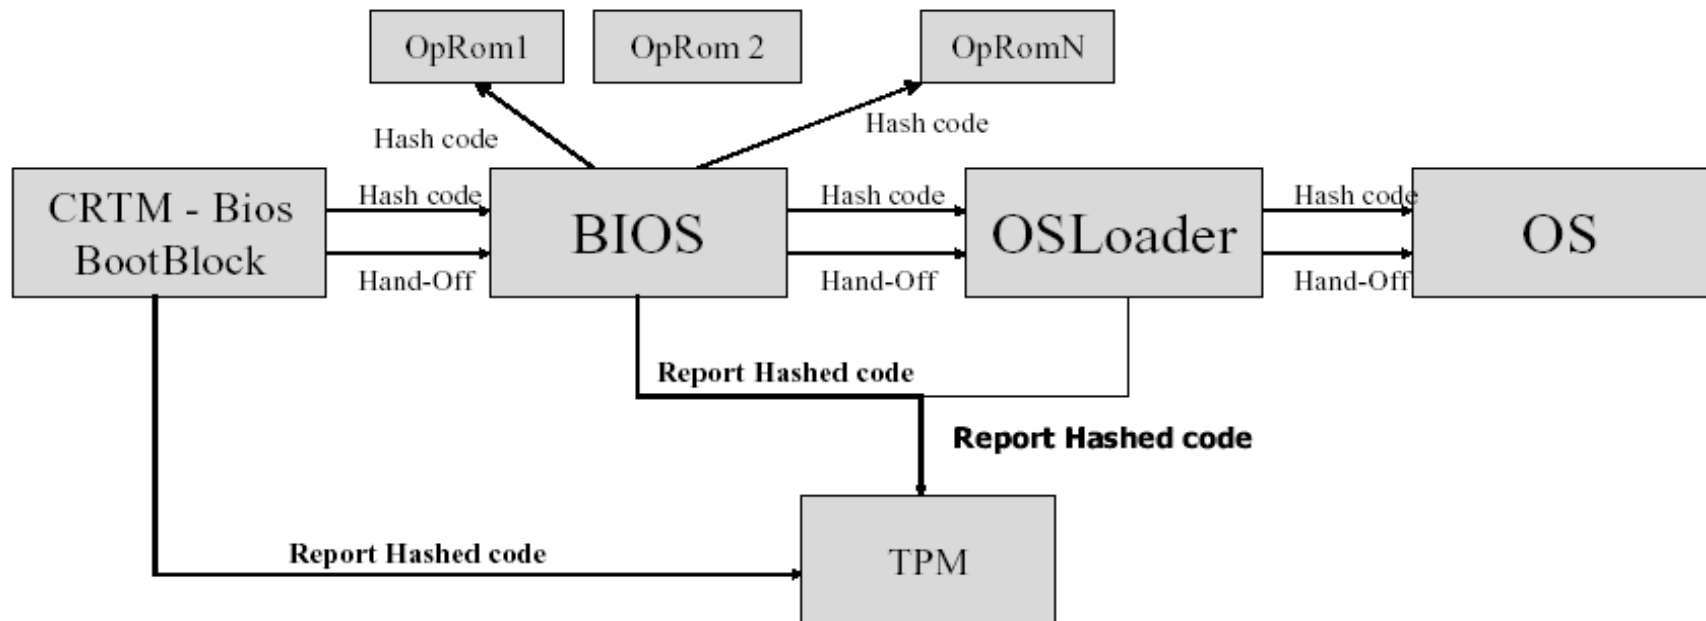 OpRom1
OpRom 2
OpRomN
Hash code
Hash code
CRTM - Bios
BootBlock
Hash code
Hand-Off
BIOS
Hash code
Hand-Off
OSLoader
Hash code
Hand-Off
OS
Report Hashed code
Report Hashed code
Report Hashed code
TPM